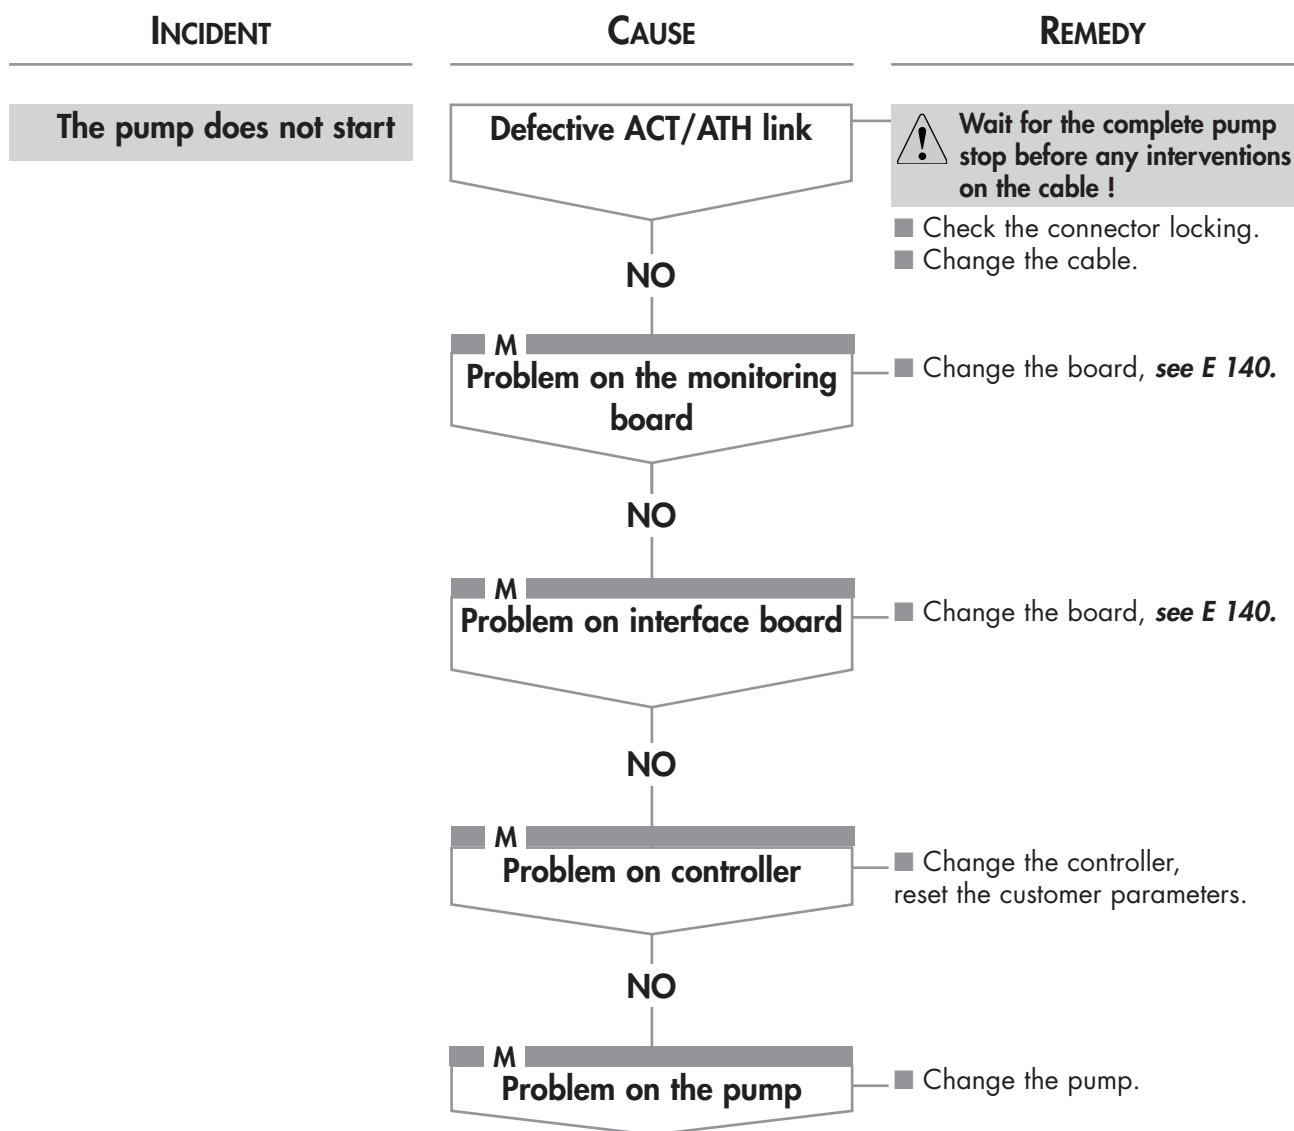 INCIDENT
CAUSE
REMEDY
The pump does not start
Defective ACT/ATH link
Wait for the complete pump
stop before any interventions
on the cable !
Check the connector locking.
Change the cable.
NO
M
Problem on the monitoring
board
Change the board, see E 140.
NO
M
Problem on interface board
Change the board, see E 140.
NO
M
Problem on controller
Change the controller,
reset the customer parameters.
NO
M
Problem on the pump
Change the pump.